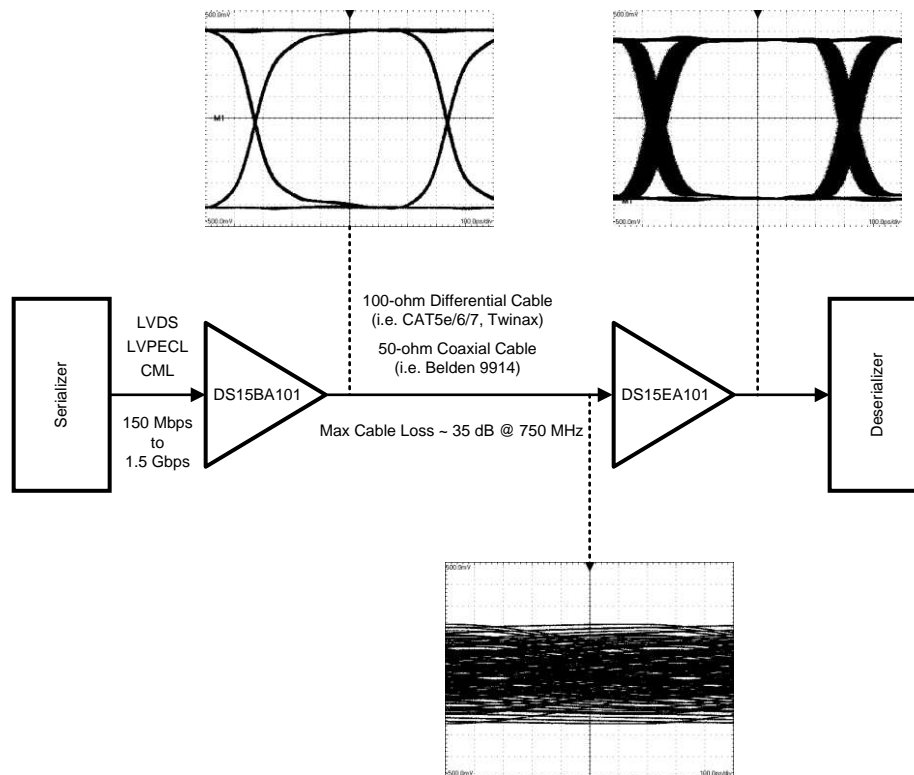 500.0mV
M1
-500.0mV
100.0ps/div
500.0mV
M1
-500.0mV
100.0ps/div
Serializer
LVDS
LVPECL
CML
150 Mbps
to
1.5 Gbps
DS15BA101
100-ohm Differential Cable
(i.e. CAT5e/6/7, Twinax)
50-ohm Coaxial Cable
(i.e. Belden 9914)
Max Cable Loss ~ 35 dB @ 750 MHz
DS15EA101
Deserializer
500.0mV
-500.0mV
100.0ps/div